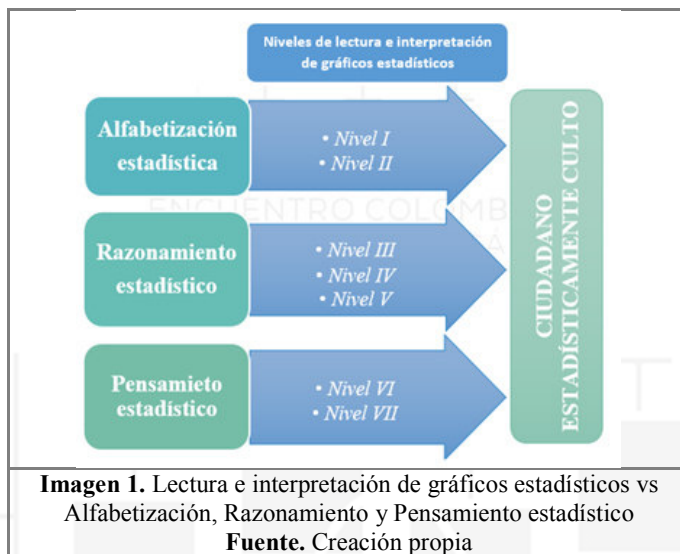 Niveles de lectura e interpretación
de gráficos estadísticos
Alfabetización
estadística
• Nivel I
• Nivel II
ENCUENTRO COLOMB
Razonamiento
estadístico
• Nivel III
• Nivel IV
• Nivel V
Pensamieto
estadístico
• Nivel VI
• Nivel VII
CIUDADANO
ESTADÍSTICAMENTE CULTO
Imagen 1. Lectura e interpretación de gráficos estadísticos vs
Alfabetización, Razonamiento y Pensamiento estadístico
Fuente. Creación propia